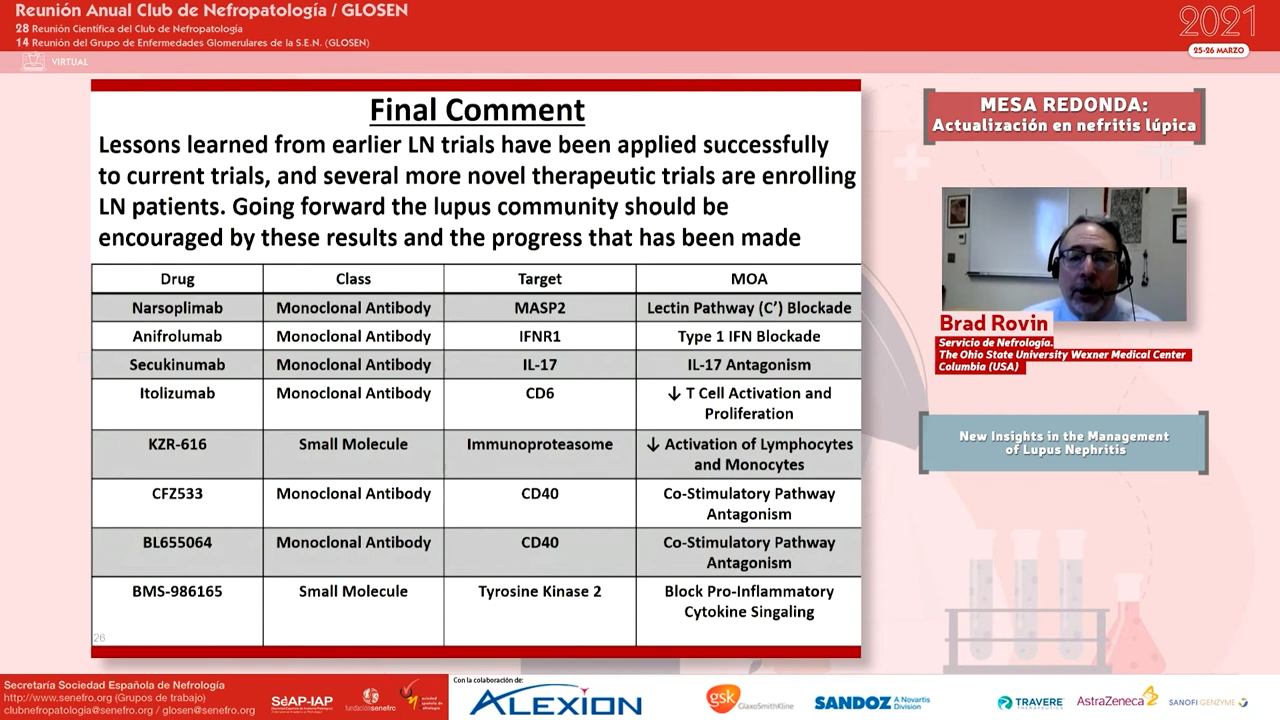 Reunión Anual Club de Nefropatología / GLOSEN
28 Reunión Científica del Club de Nefropatología
14 Reunión del Grupo de Enfermedades Glomerulares de la S.E.N. (GLOSEN)
VIRTUAL
2021
25-26 MARZO
Final Comment
Lessons learned from earlier LN trials have been applied successfully
to current trials, and several more novel therapeutic trials are enrolling
LN patients. Going forward the lupus community should be
encouraged by these results and the progress that has been made
Drug Class Target MOA
Narsoplimab Monoclonal Antibody MASP2 Lectin Pathway (C’) Blockade
Anifrolumab Monoclonal Antibody IFNR1 Type 1 IFN Blockade
Secukinumab Monoclonal Antibody IL-17 IL-17 Antagonism
Itolizumab Monoclonal Antibody CD6 ↓ T Cell Activation and
Proliferation
KZR-616 Small Molecule Immunoproteasome ↓ Activation of Lymphocytes
and Monocytes
CFZ533 Monoclonal Antibody CD40 Co-Stimulatory Pathway
Antagonism
BL655064 Monoclonal Antibody CD40 Co-Stimulatory Pathway
Antagonism
BMS-986165 Small Molecule Tyrosine Kinase 2 Block Pro-Inflammatory
Cytokine Singaling
26
MESA REDONDA:
Actualización en nefritis lúpica
Brad Rovin
Servicio de Nefrología.
The Ohio State University Wexner Medical Center
Columbia (USA)
New Insights in the Management
of Lupus Nephritis
Secretaría Sociedad Española de Nefrología
http://www.senefro.org (Grupos de trabajo)
clubnefropatologia@senefro.org / glosen@senefro.org
SEAP-IAP
fundaciónsenefro
Con la colaboración de:
ALEXION
gsk
GlaxoSmithKline
SANDOZ A Novartis
Division
TRAVERE
THERAPEUTICS
AstraZeneca
SANOFI GENZYME